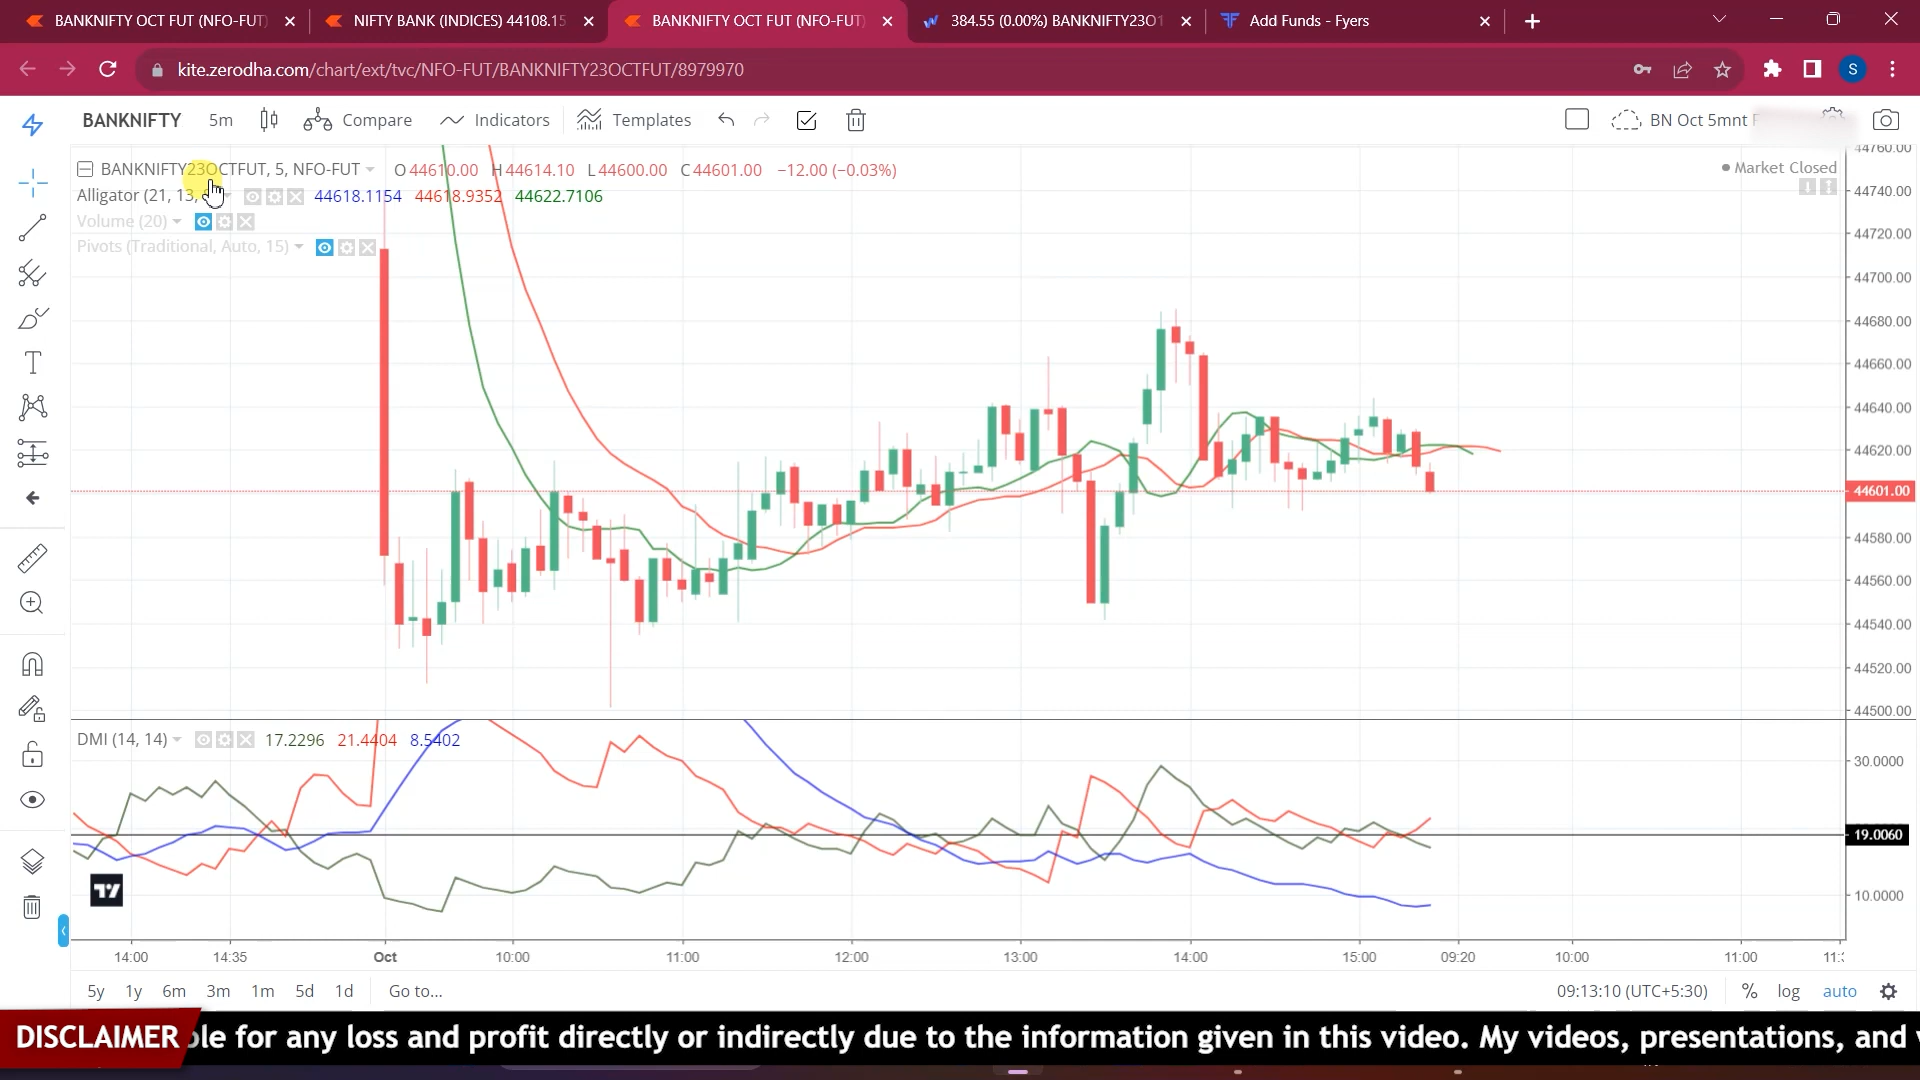 BANKNIFTY OCT FUT (NFO-FUT)
NIFTY BANK (INDICES) 44108.15
BANKNIFTY OCT FUT (NFO-FUT)
384.55 (0.00%) BANKNIFTY23O1
Add Funds - Fyers
kite.zerodha.com/chart/ext/tvc/NFO-FUT/BANKNIFTY23OCTFUT/8979970
S
BANKNIFTY 5m Compare Indicators Templates
BN Oct 5mnt
BANKNIFTY23OCTFUT, 5, NFO-FUT O44610.00 H44614.10 L44600.00 C44601.00 −12.00 (−0.03%)
Market Closed
Alligator (21, 13, 44618.1154 44618.9352 44622.7106
Volume (20)
Pivots (Traditional, Auto, 15)
44760.00
44740.00
44720.00
44700.00
44680.00
44660.00
44640.00
44620.00
44601.00
44580.00
44560.00
44540.00
44520.00
44500.00
DMI (14, 14) 17.2296 21.4404 8.5402
30.0000
19.0060
10.0000
14:00 14:35 Oct 10:00 11:00 12:00 13:00 14:00 15:00 09:20 10:00 11:00
5y 1y 6m 3m 1m 5d 1d Go to...
09:13:10 (UTC+5:30) % log auto
DISCLAIMER
for any loss and profit directly or indirectly due to the information given in this video. My videos, presentations, and